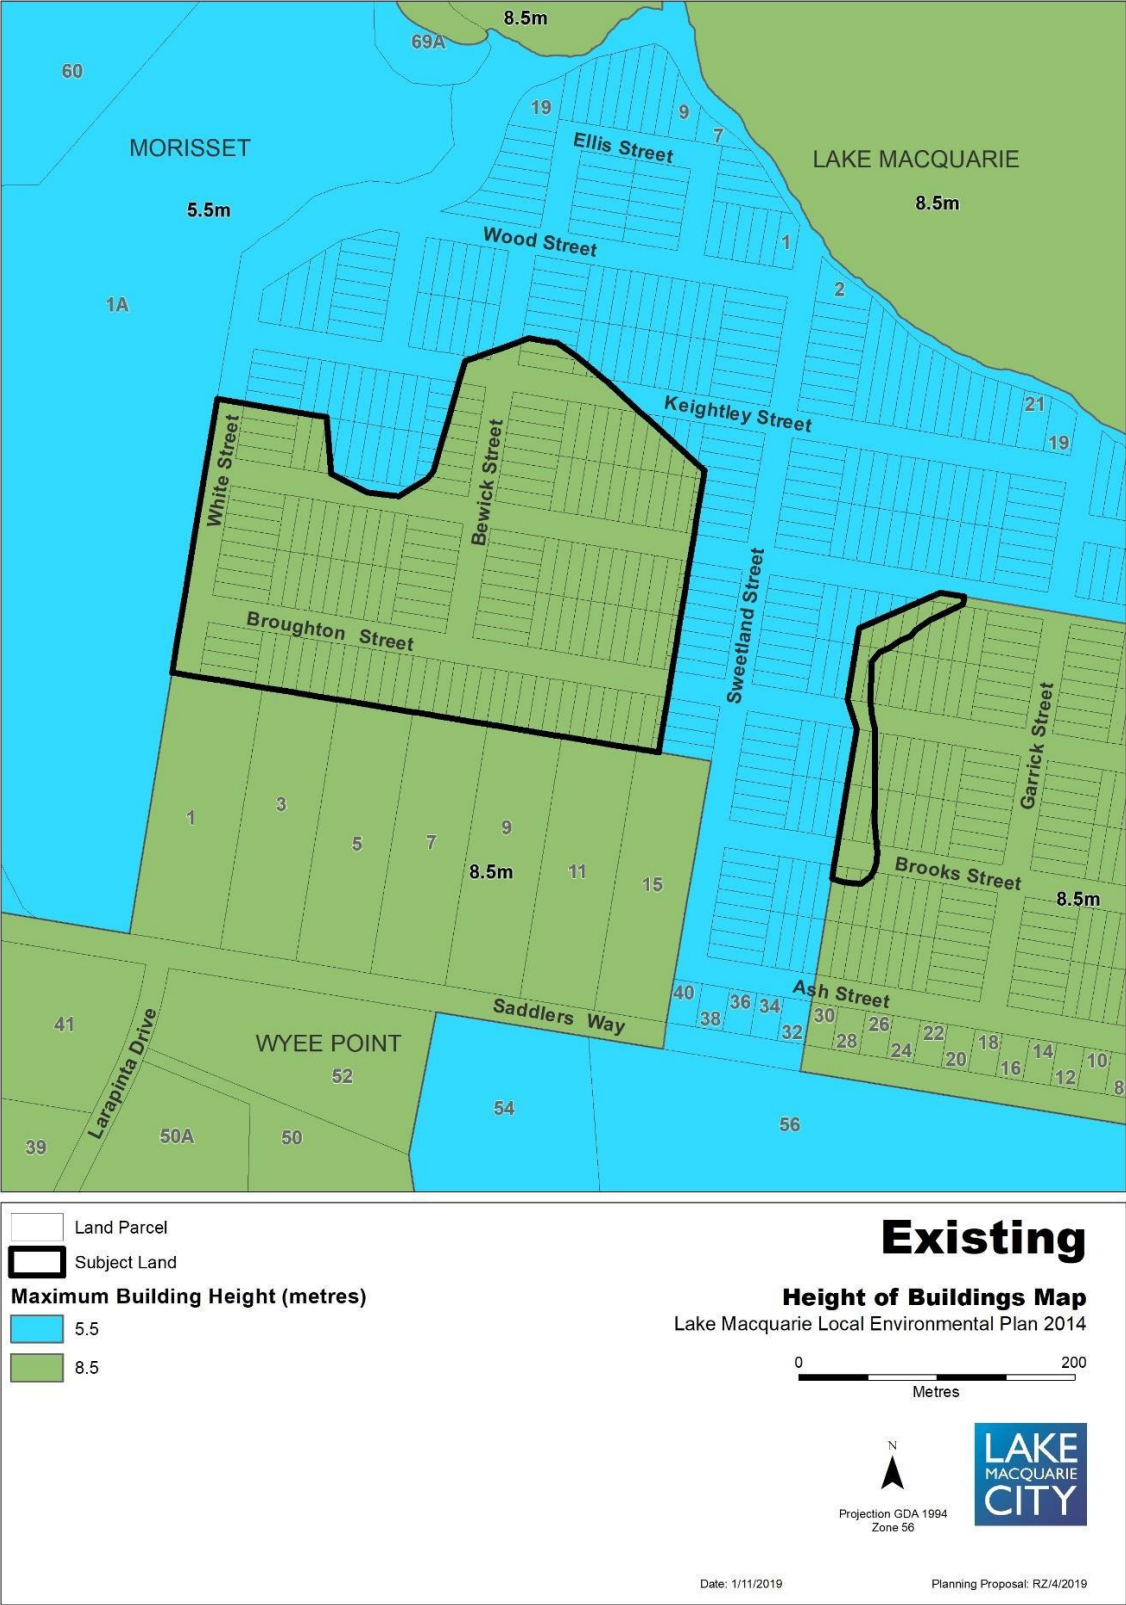 8.5m
69A
60
19
9
7
Ellis Street
MORISSET
LAKE MACQUARIE
5.5m
8.5m
Wood Street
1
1A
2
Keightley Street
21
19
White Street
Bewick Street
Sweetland Street
Broughton Street
Garrick Street
1
3
5
7
9
11
15
8.5m
Brooks Street
8.5m
Ash Street
40
38
36
34
32
30
28
26
24
22
20
18
16
14
12
10
8
Saddlers Way
41
Larapinta Drive
WYEE POINT
52
54
56
39
50A
50
Land Parcel
Subject Land
Maximum Building Height (metres)
5.5
8.5
Existing
Height of Buildings Map
Lake Macquarie Local Environmental Plan 2014
0 200
Metres
N
Projection GDA 1994
Zone 56
LAKE
MACQUARIE
CITY
Date: 1/11/2019
Planning Proposal: RZ/4/2019